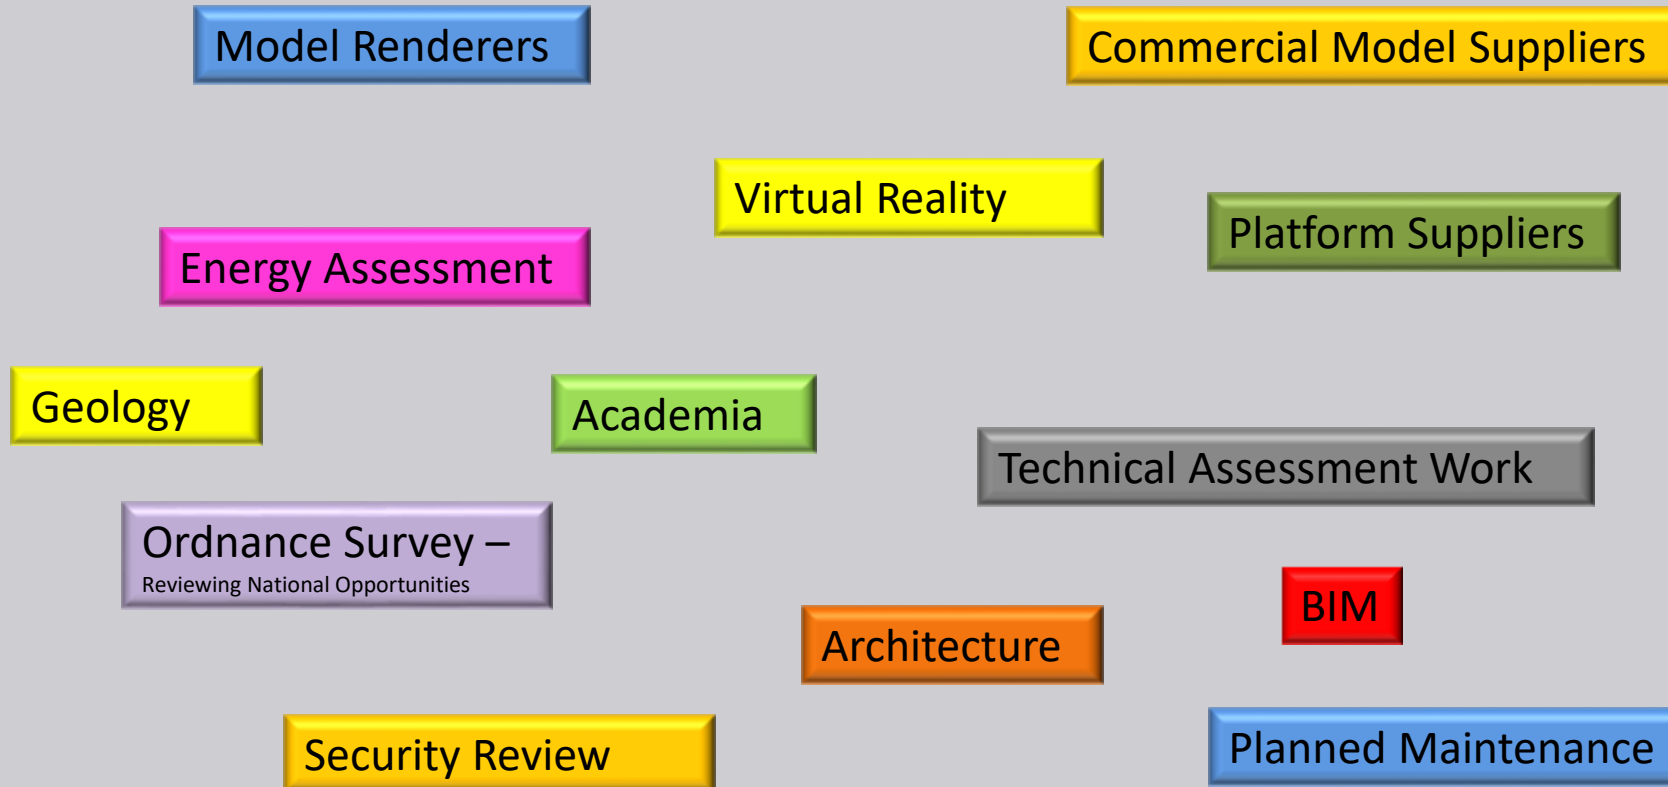 Model Renderers
Commercial Model Suppliers
Virtual Reality
Platform Suppliers
Energy Assessment
Geology
Academia
Technical Assessment Work
Ordnance Survey –
Reviewing National Opportunities
BIM
Architecture
Security Review
Planned Maintenance